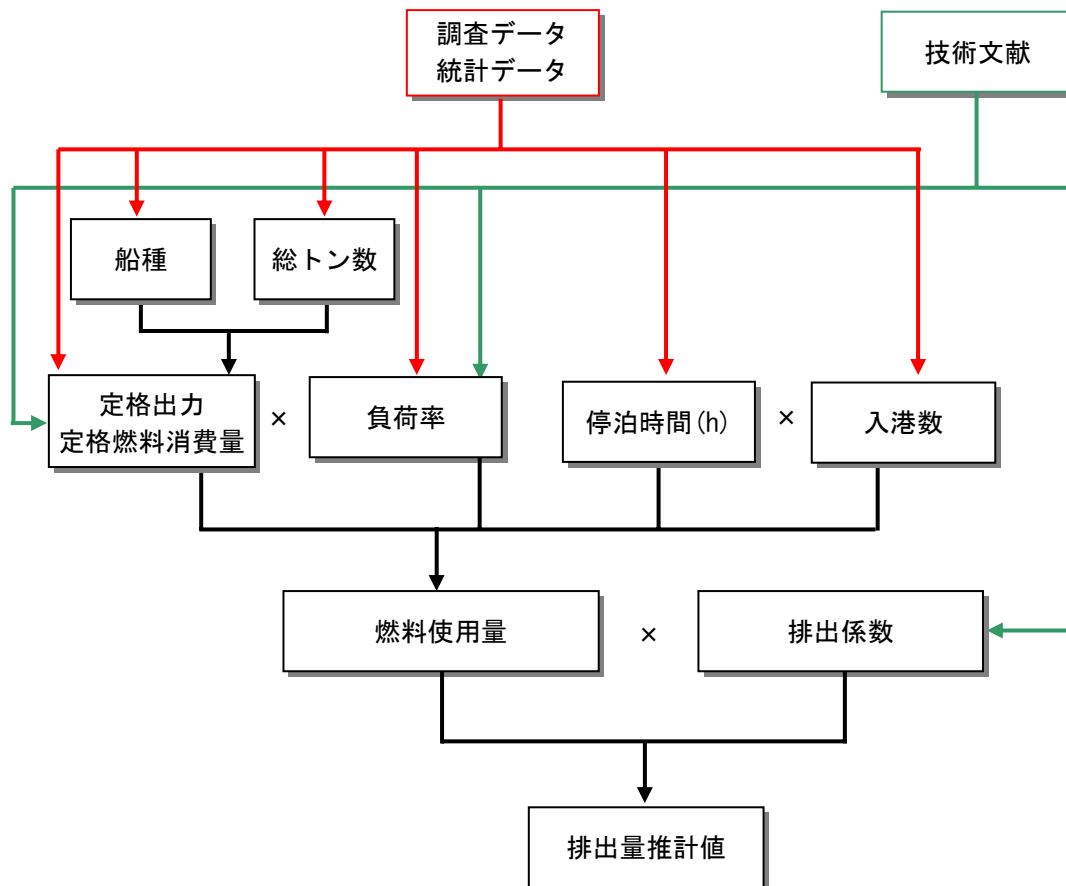 調査データ
統計データ
技術文献
船種
総トン数
定格出力
定格燃料消費量
×
負荷率
停泊時間(h)
×
入港数
燃料使用量
×
排出係数
排出量推計値